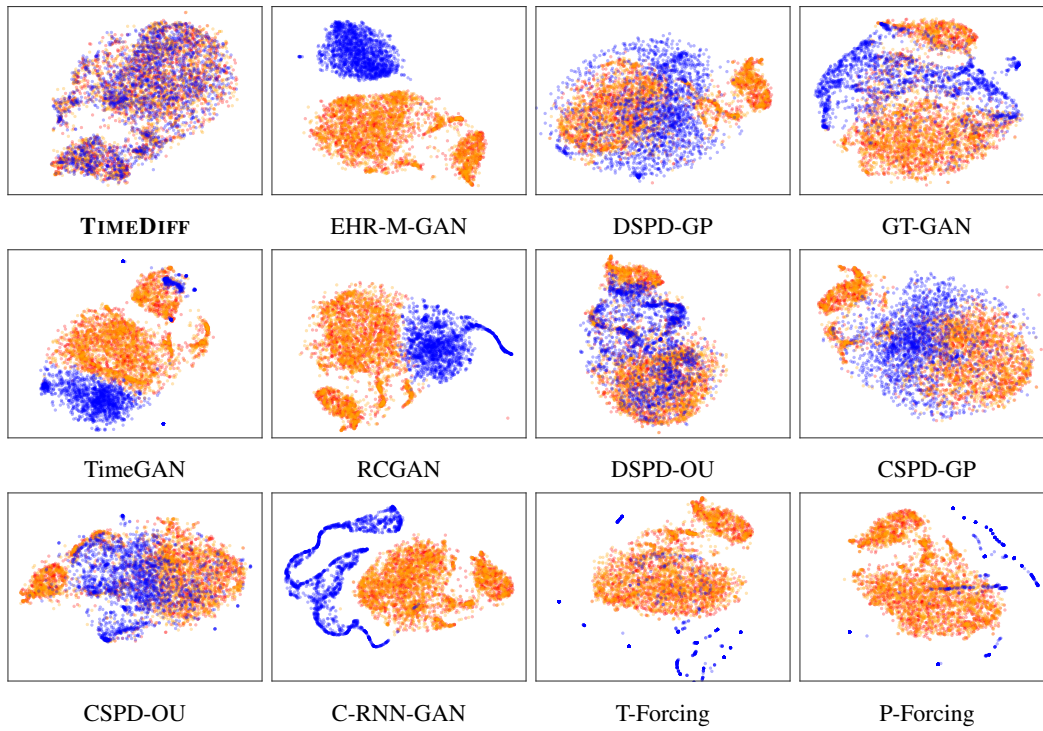 TIMEDIFF EHR-M-GAN DSPD-GP GT-GAN
TimeGAN RCGAN DSPD-OU CSPD-GP
CSPD-OU C-RNN-GAN T-Forcing P-Forcing